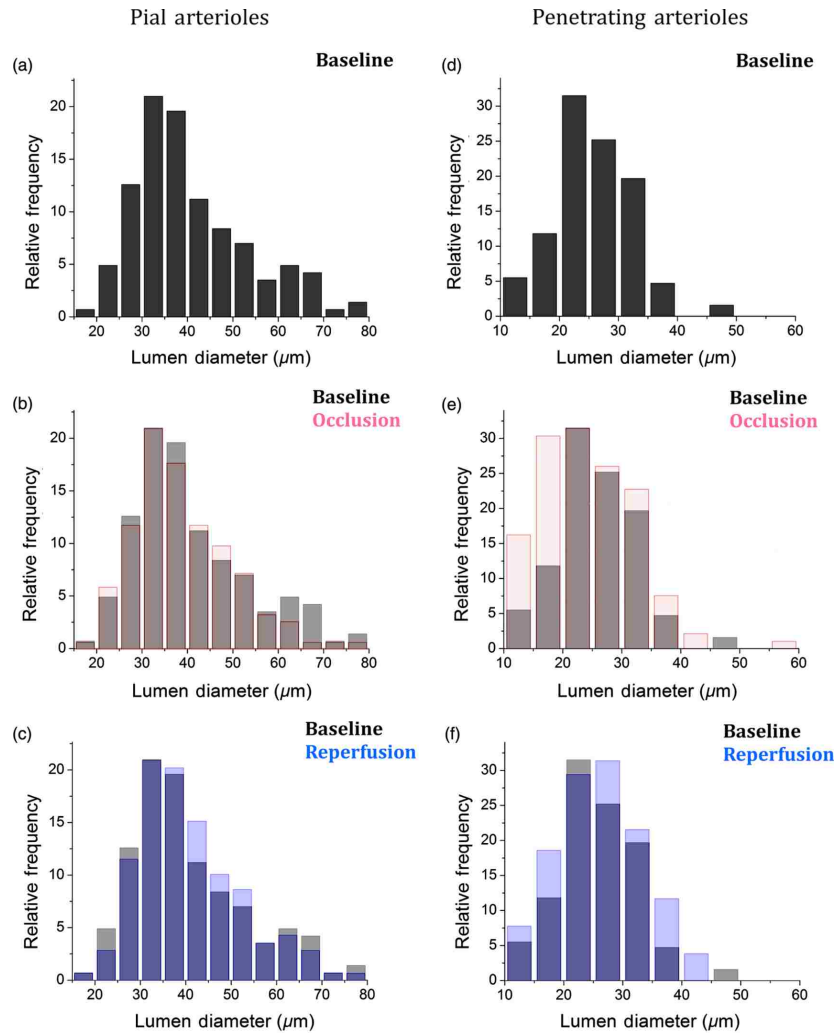 Pial arterioles
Penetrating arterioles
(a)
Baseline
Relative frequency
20
15
10
5
0
20 30 40 50 60 70 80
Lumen diameter (µm)
(d)
Baseline
Relative frequency
30
25
20
15
10
5
0
10 20 30 40 50 60
Lumen diameter (µm)
(b)
Baseline
Occlusion
Relative frequency
20
15
10
5
0
20 30 40 50 60 70 80
Lumen diameter (µm)
(e)
Baseline
Occlusion
Relative frequency
30
25
20
15
10
5
0
10 20 30 40 50 60
Lumen diameter (µm)
(c)
Baseline
Reperfusion
Relative frequency
20
15
10
5
0
20 30 40 50 60 70 80
Lumen diameter (µm)
(f)
Baseline
Reperfusion
Relative frequency
30
25
20
15
10
5
0
10 20 30 40 50 60
Lumen diameter (µm)